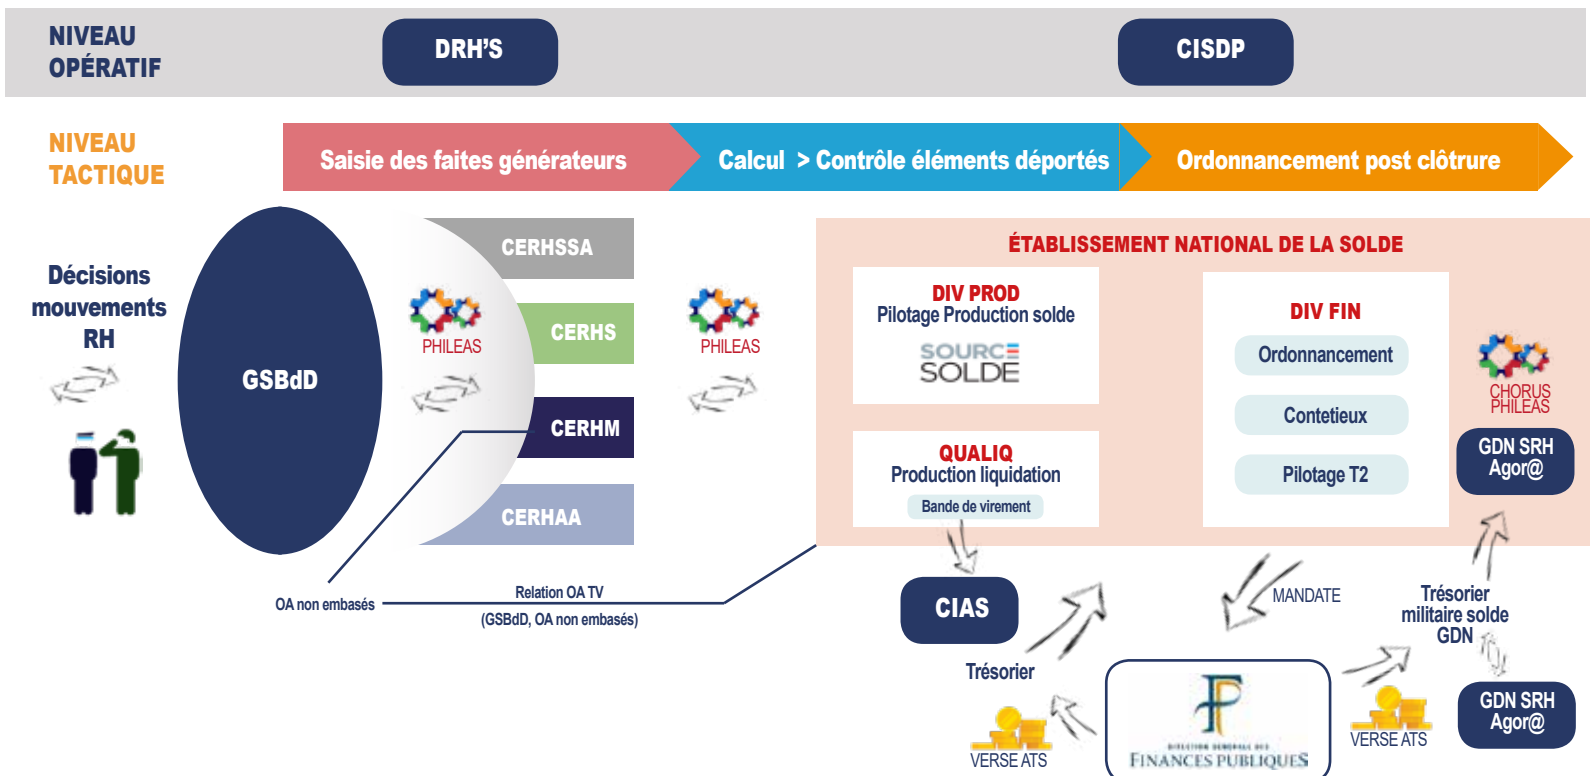 NIVEAU
OPÉRATIF
DRH'S
CISDP
NIVEAU
TACTIQUE
Saisie des faites générateurs
Calcul > Contrôle éléments déportés
Ordonnancement post clôtrure
Décisions
mouvements
RH
GSBdD
PHILEAS
CERHSSA
CERHS
CERHM
CERHAA
PHILEAS
OA non embasés
Relation OA TV
(GSBdD, OA non embasés)
ÉTABLISSEMENT NATIONAL DE LA SOLDE
DIV PROD
Pilotage Production solde
SOURCE
SOLDE
QUALIQ
Production liquidation
Bande de virement
DIV FIN
Ordonnancement
Contetieux
Pilotage T2
CHORUS
PHILEAS
GDN SRH
Agor@
CIAS
Trésorier
VERSE ATS
MANDATE
DIRECTION GENERALE DES
FINANCES PUBLIQUES
VERSE ATS
Trésorier
militaire solde
GDN
GDN SRH
Agor@